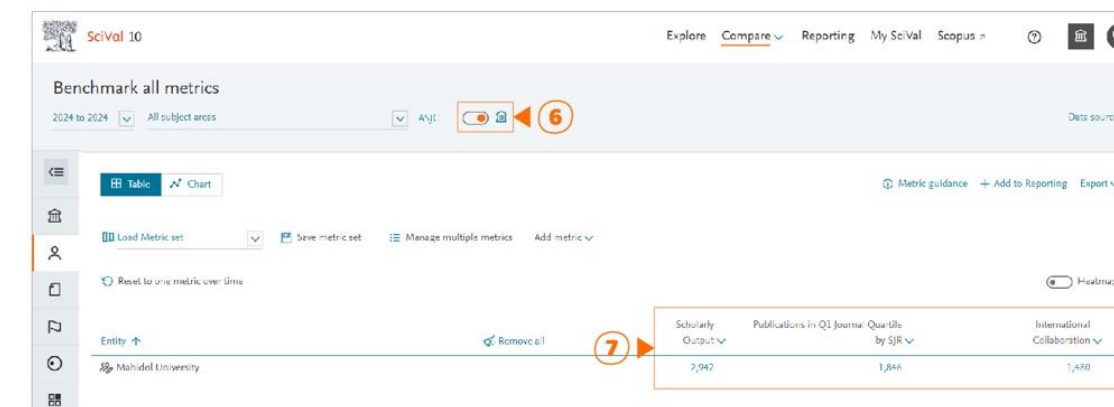 SciVal 10
Explore Compare Reporting My SciVal Scopus
Benchmark all metrics
2024 to 2024 All subject areas ASJC 6
Data sourc
Table Chart
Metric guidance + Add to Reporting Export
Load Metric set Save metric set Manage multiple metrics Add metric
Reset to one metric over time Heatmap
Scholarly Publications in Q1 Journal Quartile International
Entity Remove all 7 Output by SJR Collaboration
Mahidol University 2,942 1,846 1,480